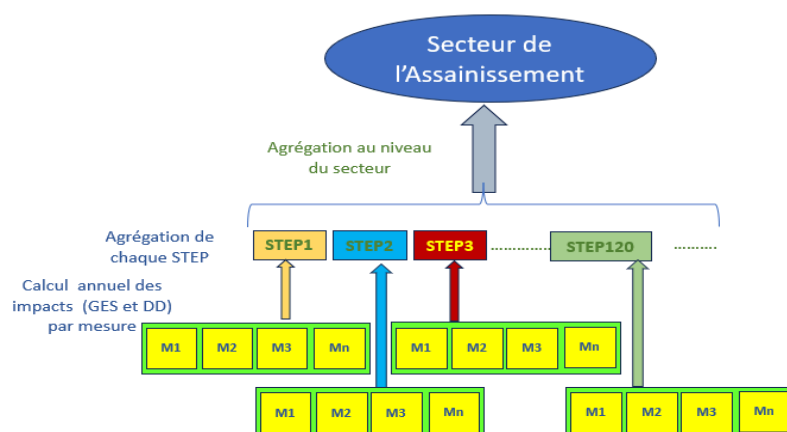 Secteur de
l'Assainissement
Agrégation au niveau
du secteur
Agrégation de
chaque STEP
STEP1 STEP2 STEP3 ............... STEP120 ..........
Calcul annuel des
impacts (GES et DD)
par mesure
M1 M2 M3 Mn M1 M2 M3 Mn
M1 M2 M3 Mn M1 M2 M3 Mn